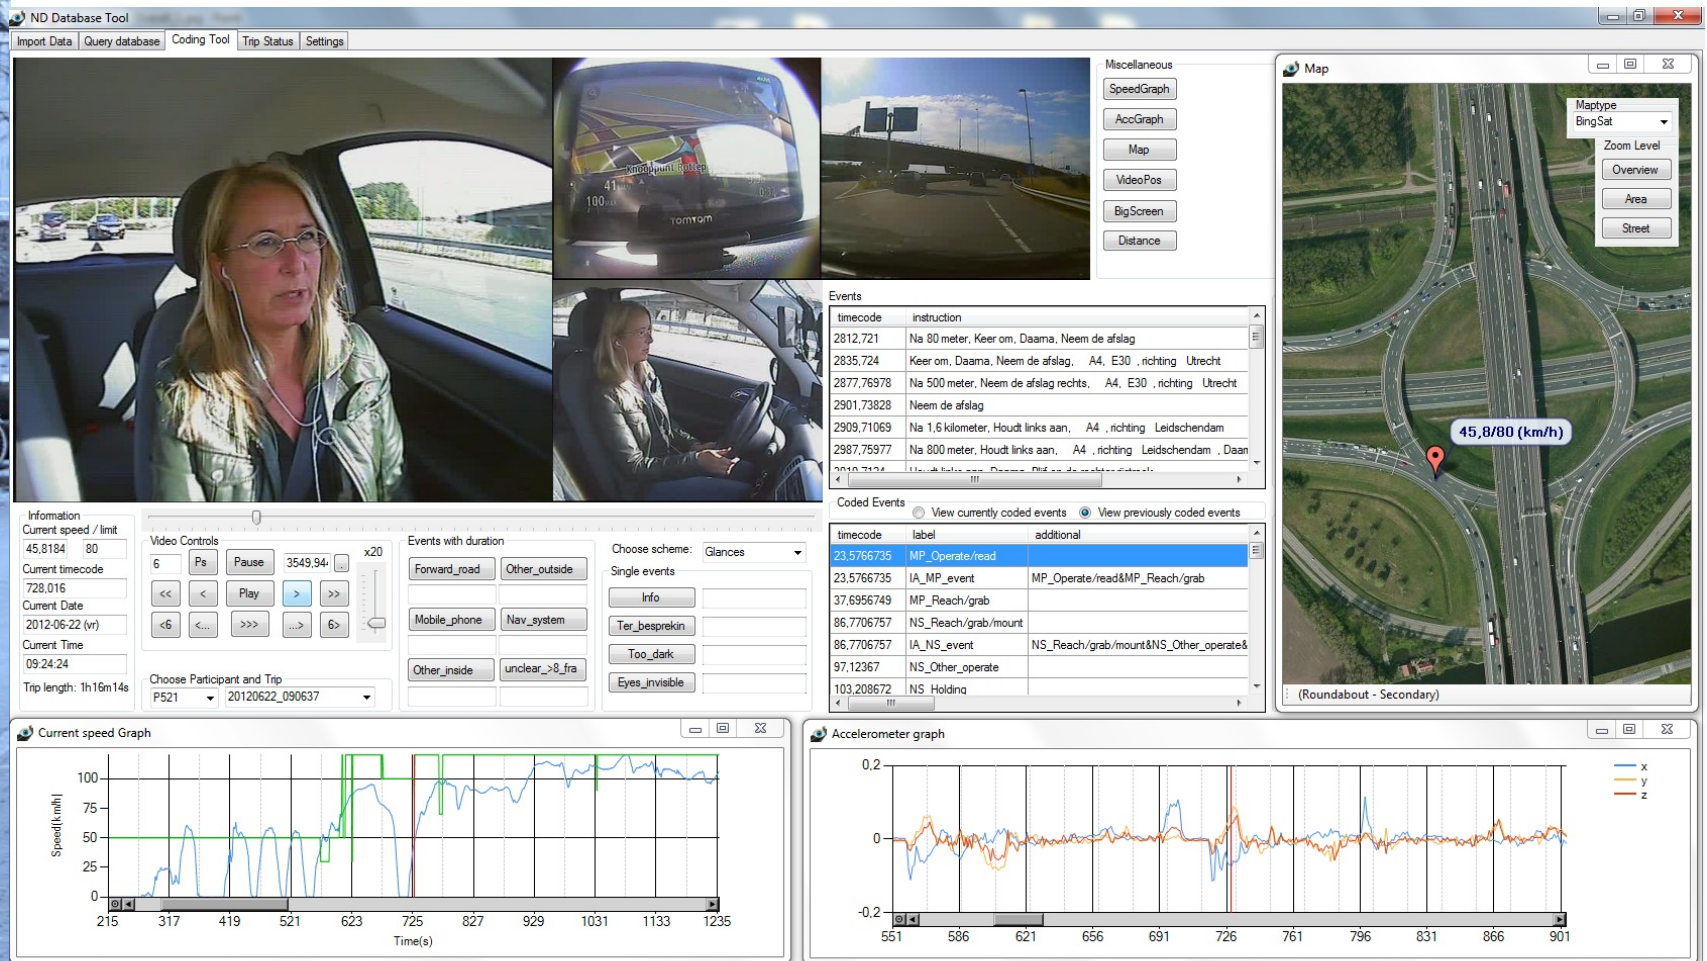 ND Database Tool
Import Data Query database Coding Tool Trip Status Settings
Knooppunt Rottep
41
100
0:32
TOMTOM
Miscellaneous
SpeedGraph
AccGraph
Map
VideoPos
BigScreen
Distance
Events
timecode instruction
2812,721 Na 80 meter, Keer om, Daarna, Neem de afslag
2835,724 Keer om, Daarna, Neem de afslag, A4, E30 , richting Utrecht
2877,76978 Na 500 meter, Neem de afslag rechts, A4, E30 , richting Utrecht
2901,73828 Neem de afslag
2909,71069 Na 1,6 kilometer, Houdt links aan, A4 , richting Leidschendam
2987,75977 Na 800 meter, Houdt links aan, A4 , richting Leidschendam , Daarn
Coded Events
View currently coded events View previously coded events
timecode label additional
23,5766735 MP_Operate/read
23,5766735 IA_MP_event MP_Operate/read&MP_Reach/grab
37,6956749 MP_Reach/grab
86,7706757 NS_Reach/grab/mount
86,7706757 IA_NS_event NS_Reach/grab/mount&NS_Other_operate&
97,12367 NS_Other_operate
103,208672 NS_Holding
Map
Maptype
BingSat
Zoom Level
Overview
Area
Street
45,8/80 (km/h)
(Roundabout - Secondary)
Information
Current speed / limit
45,8184 80
Current timecode
728,016
Current Date
2012-06-22 (vr)
Current Time
09:24:24
Trip length: 1h16m14s
Video Controls
6 Ps Pause 3549,94 ..
x20
<< < Play > >>
<6 <... >>> ...> 6>
Choose Participant and Trip
P521 20120622_090637
Events with duration
Forward_road Other_outside
Mobile_phone Nav_system
Other_inside unclear_>8_fra
Choose scheme: Glances
Single events
Info
Ter_besprekin
Too_dark
Eyes_invisible
Current speed Graph
Speed[km/h]
100
75
50
25
0
215 317 419 521 623 725 827 929 1031 1133 1235
Time(s)
Accelerometer graph
0,2
0
-0,2
551 586 621 656 691 726 761 796 831 866 901
x
y
z